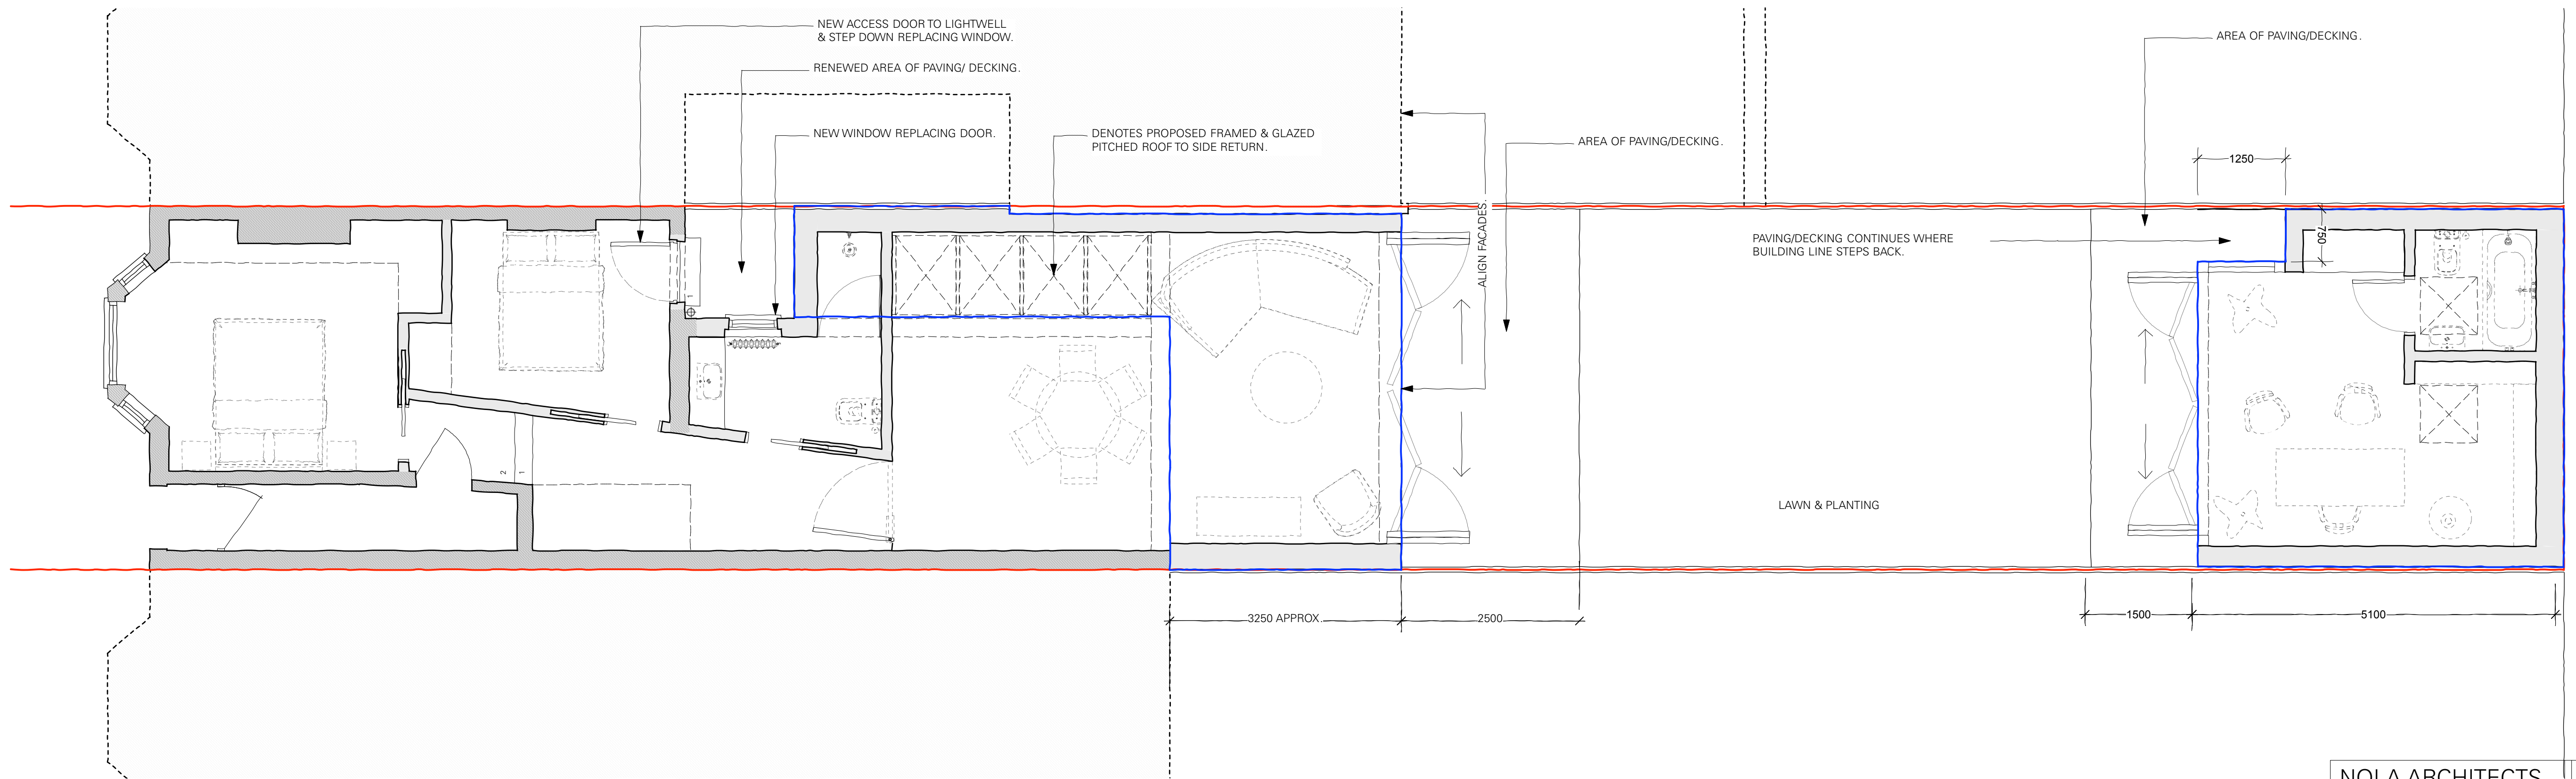 NEW ACCESS DOOR TO LIGHTWELL
& STEP DOWN REPLACING WINDOW.
RENEWED AREA OF PAVING/ DECKING.
NEW WINDOW REPLACING DOOR.
DENOTES PROPOSED FRAMED & GLAZED
PITCHED ROOF TO SIDE RETURN.
ALIGN FACADES.
AREA OF PAVING/DECKING.
AREA OF PAVING/DECKING.
1250
750
PAVING/DECKING CONTINUES WHERE
BUILDING LINE STEPS BACK.
1
2
1
LAWN & PLANTING
3250 APPROX.
2500
1500
5100
NOLA ARCHITECTS